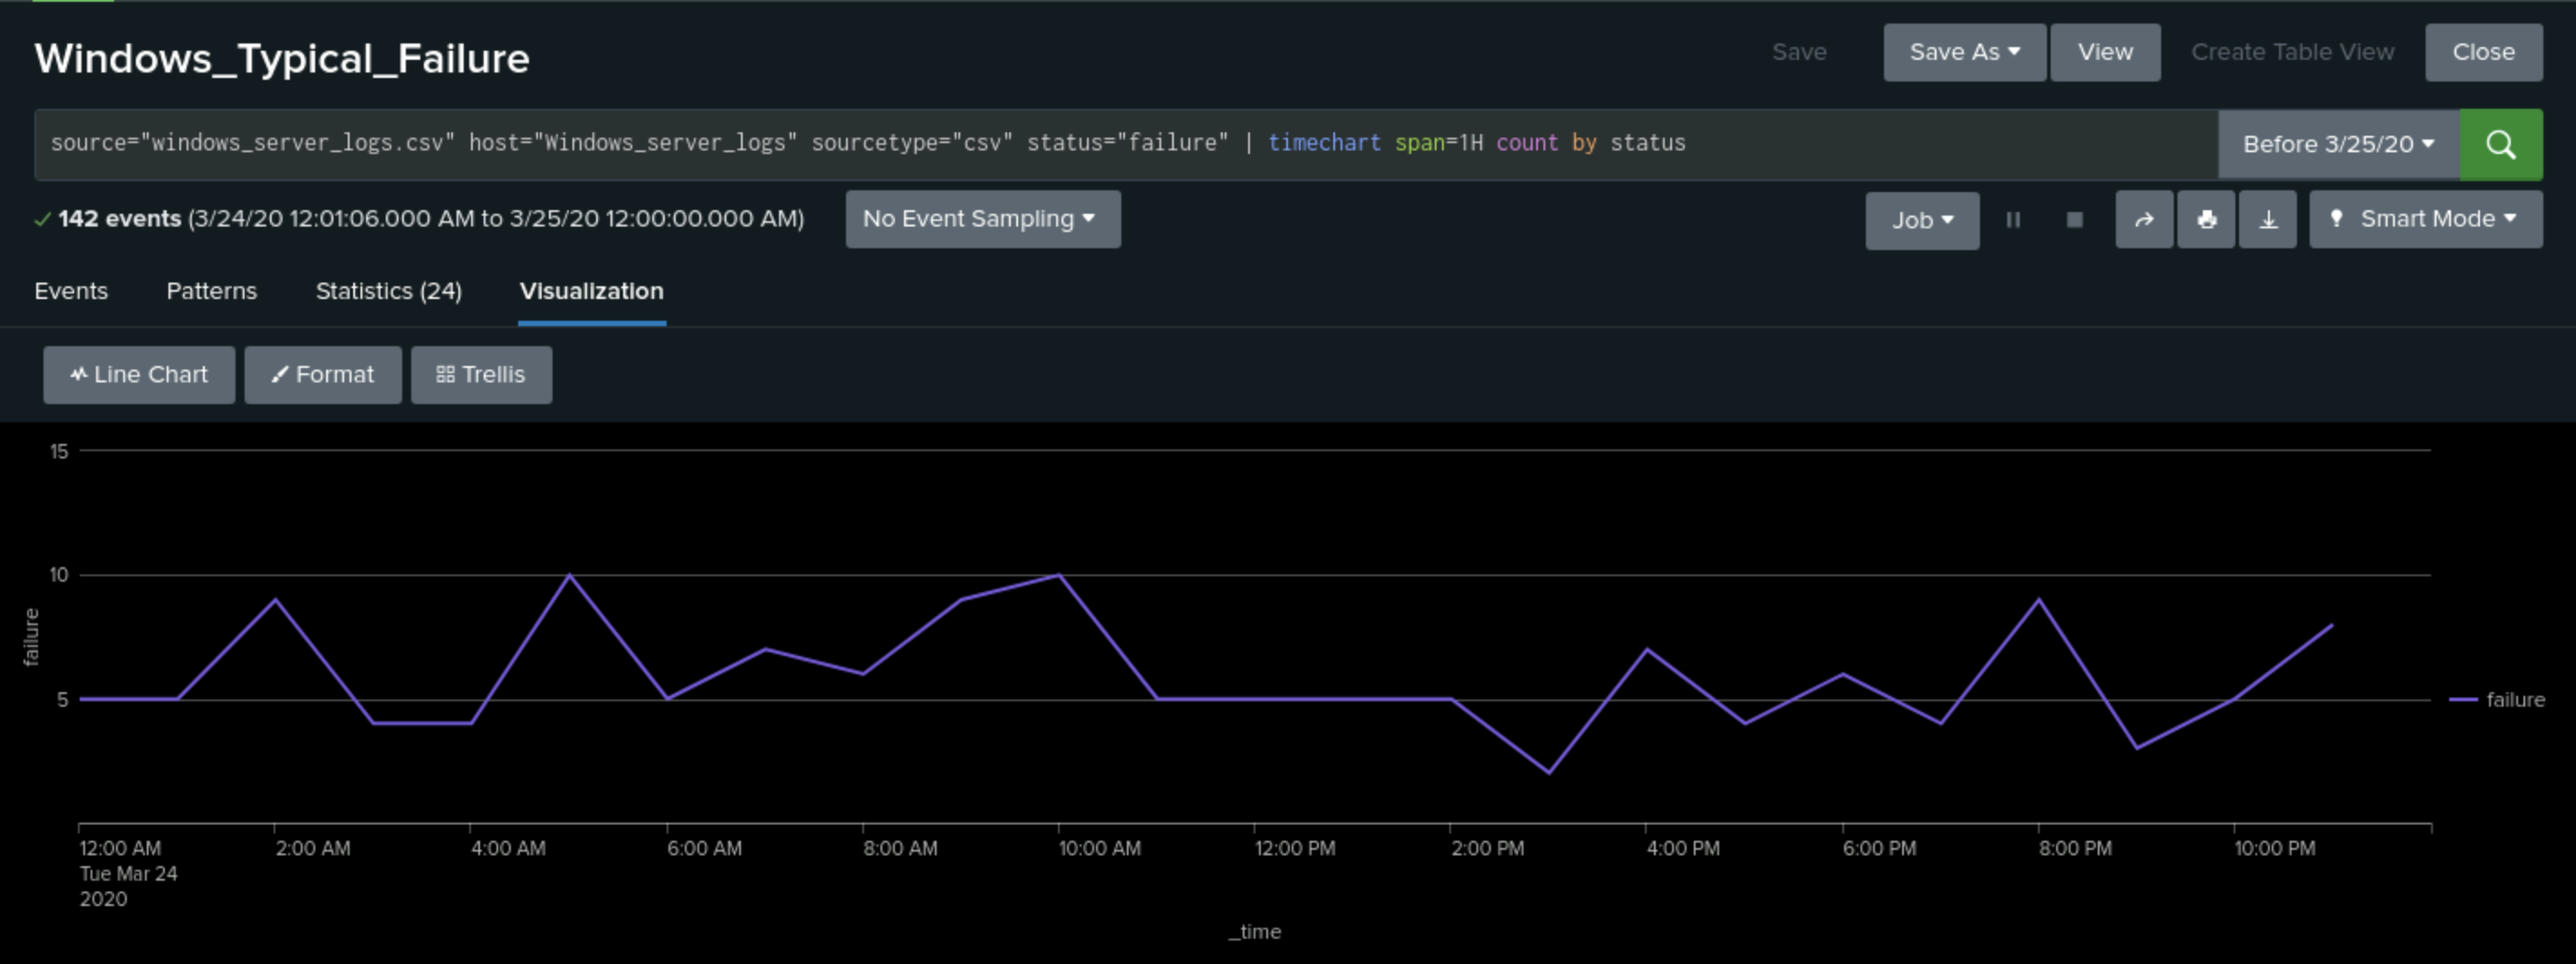 Windows_Typical_Failure
Save
Save As
View
Create Table View
Close
source="windows_server_logs.csv" host="Windows_server_logs" sourcetype="csv" status="failure" | timechart span=1H count by status
Before 3/25/20
142 events (3/24/20 12:01:06.000 AM to 3/25/20 12:00:00.000 AM)
No Event Sampling
Job
Smart Mode
Events
Patterns
Statistics (24)
Visualization
Line Chart
Format
Trellis
15
10
5
failure
failure
12:00 AM
Tue Mar 24
2020
2:00 AM
4:00 AM
6:00 AM
8:00 AM
10:00 AM
12:00 PM
2:00 PM
4:00 PM
6:00 PM
8:00 PM
10:00 PM
_time